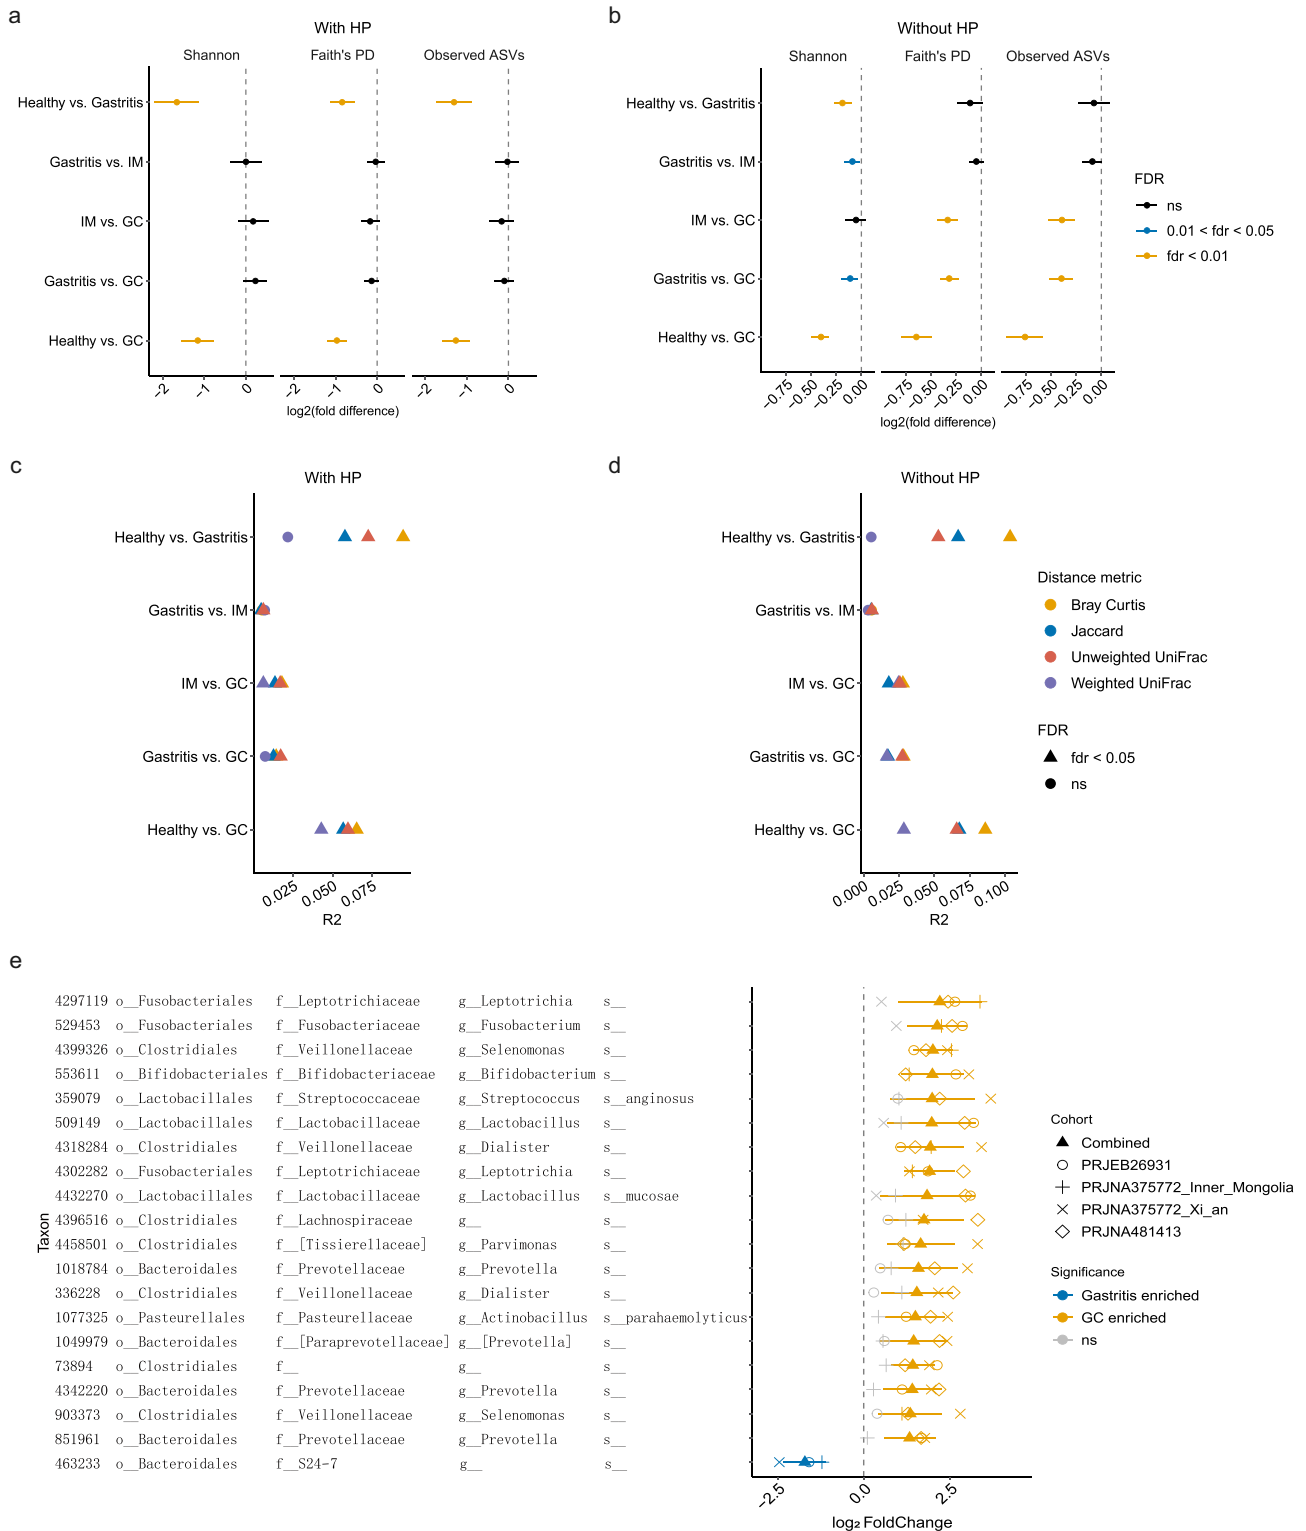 a
With HP
Shannon Faith's PD Observed ASVs
Healthy vs. Gastritis
Gastritis vs. IM
IM vs. GC
Gastritis vs. GC
Healthy vs. GC
−2 −1 0 −2 −1 0 −2 −1 0
log2(fold difference)
b
Without HP
Shannon Faith's PD Observed ASVs
Healthy vs. Gastritis
Gastritis vs. IM
IM vs. GC
Gastritis vs. GC
Healthy vs. GC
−0.75 −0.50 −0.25 0.00 −0.75 −0.50 −0.25 0.00 −0.75 −0.50 −0.25 0.00
log2(fold difference)
FDR
ns
0.01 < fdr < 0.05
fdr < 0.01
c
With HP
Healthy vs. Gastritis
Gastritis vs. IM
IM vs. GC
Gastritis vs. GC
Healthy vs. GC
0.025 0.050 0.075
R2
d
Without HP
Healthy vs. Gastritis
Gastritis vs. IM
IM vs. GC
Gastritis vs. GC
Healthy vs. GC
0.000 0.025 0.050 0.075 0.100
R2
Distance metric
Bray Curtis
Jaccard
Unweighted UniFrac
Weighted UniFrac
FDR
fdr < 0.05
ns
e
Taxon
4297119 o__Fusobacteriales f__Leptotrichiaceae g__Leptotrichia s__
529453 o__Fusobacteriales f__Fusobacteriaceae g__Fusobacterium s__
4399326 o__Clostridiales f__Veillonellaceae g__Selenomonas s__
553611 o__Bifidobacteriales f__Bifidobacteriaceae g__Bifidobacterium s__
359079 o__Lactobacillales f__Streptococcaceae g__Streptococcus s__anginosus
509149 o__Lactobacillales f__Lactobacillaceae g__Lactobacillus s__
4318284 o__Clostridiales f__Veillonellaceae g__Dialister s__
4302282 o__Fusobacteriales f__Leptotrichiaceae g__Leptotrichia s__
4432270 o__Lactobacillales f__Lactobacillaceae g__Lactobacillus s__mucosae
4396516 o__Clostridiales f__Lachnospiraceae g__ s__
4458501 o__Clostridiales f__[Tissierellaceae] g__Parvimonas s__
1018784 o__Bacteroidales f__Prevotellaceae g__Prevotella s__
336228 o__Clostridiales f__Veillonellaceae g__Dialister s__
1077325 o__Pasteurellales f__Pasteurellaceae g__Actinobacillus s__parahaemolyticus
1049979 o__Bacteroidales f__[Paraprevotellaceae] g__[Prevotella] s__
73894 o__Clostridiales f__ g__ s__
4342220 o__Bacteroidales f__Prevotellaceae g__Prevotella s__
903373 o__Clostridiales f__Veillonellaceae g__Selenomonas s__
851961 o__Bacteroidales f__Prevotellaceae g__Prevotella s__
463233 o__Bacteroidales f__S24-7 g__ s__
−2.5 0.0 2.5
log₂ FoldChange
Cohort
Combined
PRJEB26931
PRJNA375772_Inner_Mongolia
PRJNA375772_Xi_an
PRJNA481413
Significance
Gastritis enriched
GC enriched
ns